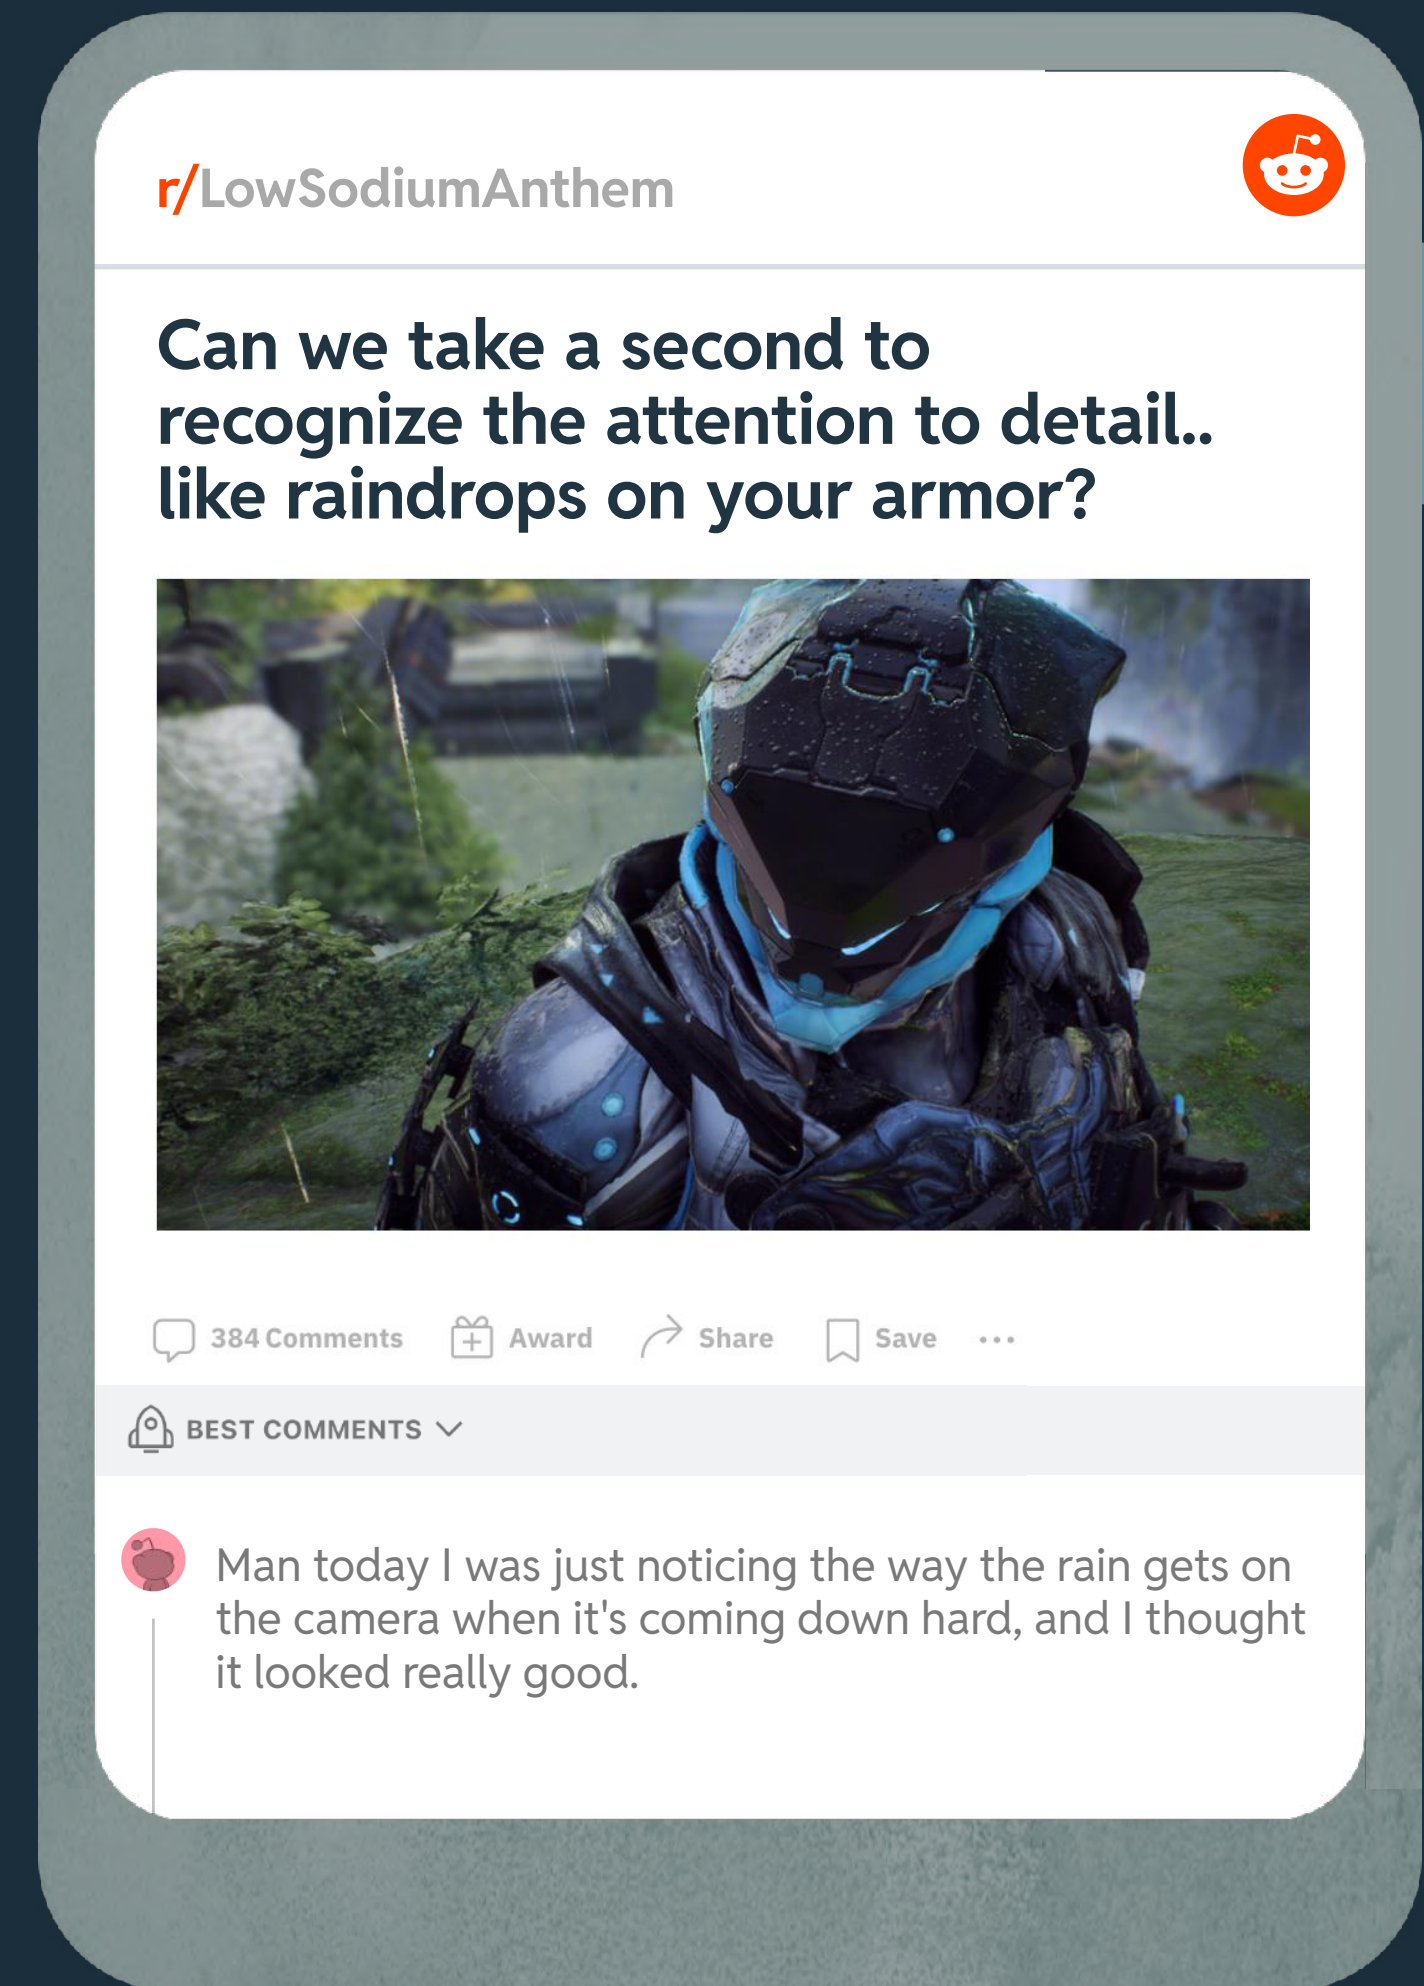 r/LowSodiumAnthem
Can we take a second to
recognize the attention to detail..
like raindrops on your armor?
384 Comments Award Share Save
BEST COMMENTS
Man today I was just noticing the way the rain gets on
the camera when it's coming down hard, and I thought
it looked really good.